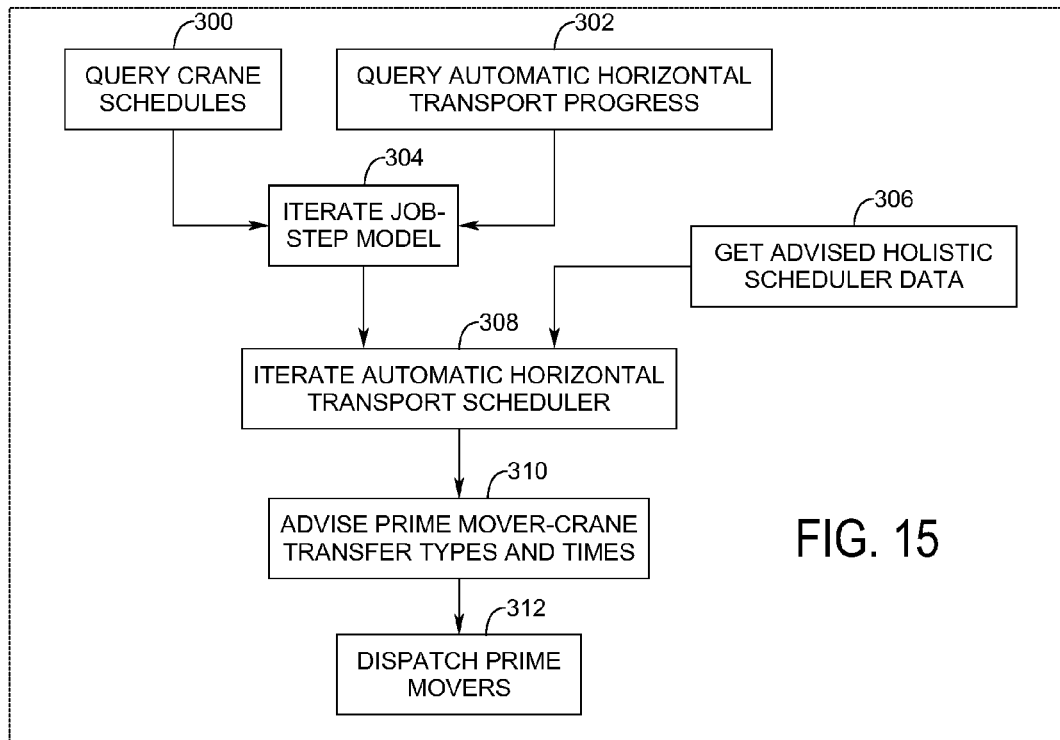 300
QUERY CRANE
SCHEDULES
302
QUERY AUTOMATIC HORIZONTAL
TRANSPORT PROGRESS
304
ITERATE JOB-
STEP MODEL
306
GET ADVISED HOLISTIC
SCHEDULER DATA
308
ITERATE AUTOMATIC HORIZONTAL
TRANSPORT SCHEDULER
310
ADVISE PRIME MOVER-CRANE
TRANSFER TYPES AND TIMES
312
DISPATCH PRIME
MOVERS
FIG. 15